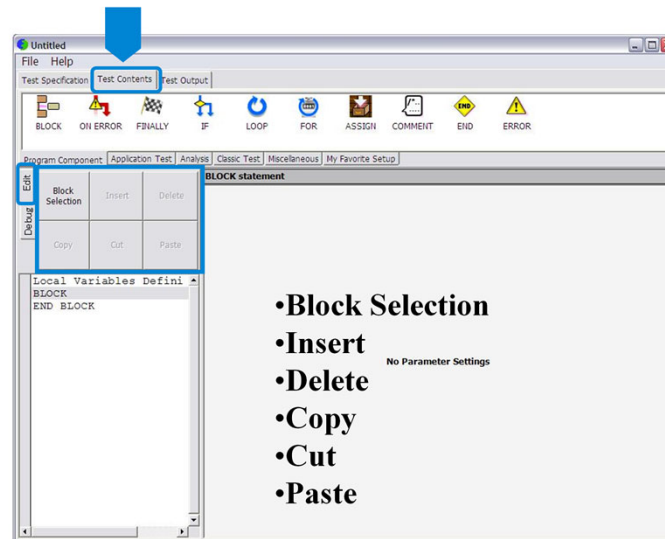 Untitled
File Help
Test Specification Test Contents Test Output
BLOCK ON ERROR FINALLY IF LOOP FOR ASSIGN COMMENT END ERROR
Program Component Application Test Analysis Classic Test Miscellaneous My Favorite Setup
Edit
Debug
Block Selection Insert Delete
Copy Cut Paste
BLOCK statement
Local Variables Defini
BLOCK
END BLOCK
•Block Selection
•Insert
No Parameter Settings
•Delete
•Copy
•Cut
•Paste